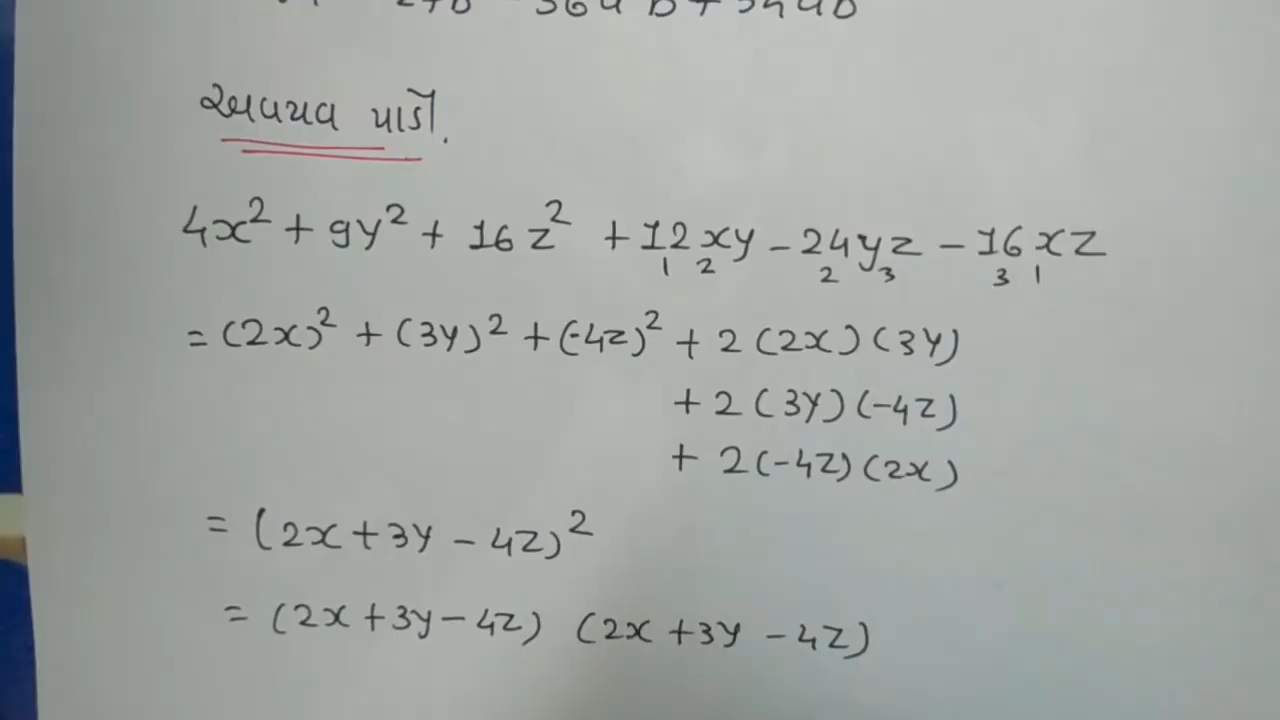 અવયવ પાડો.
4x² + 9y² + 16z² + 12xy - 24yz - 16xz
1 2 2 3 3 1
= (2x)² + (3y)² + (-4z)² + 2(2x)(3y)
+ 2(3y)(-4z)
+ 2(-4z)(2x)
= (2x + 3y - 4z)²
= (2x + 3y - 4z) (2x + 3y - 4z)